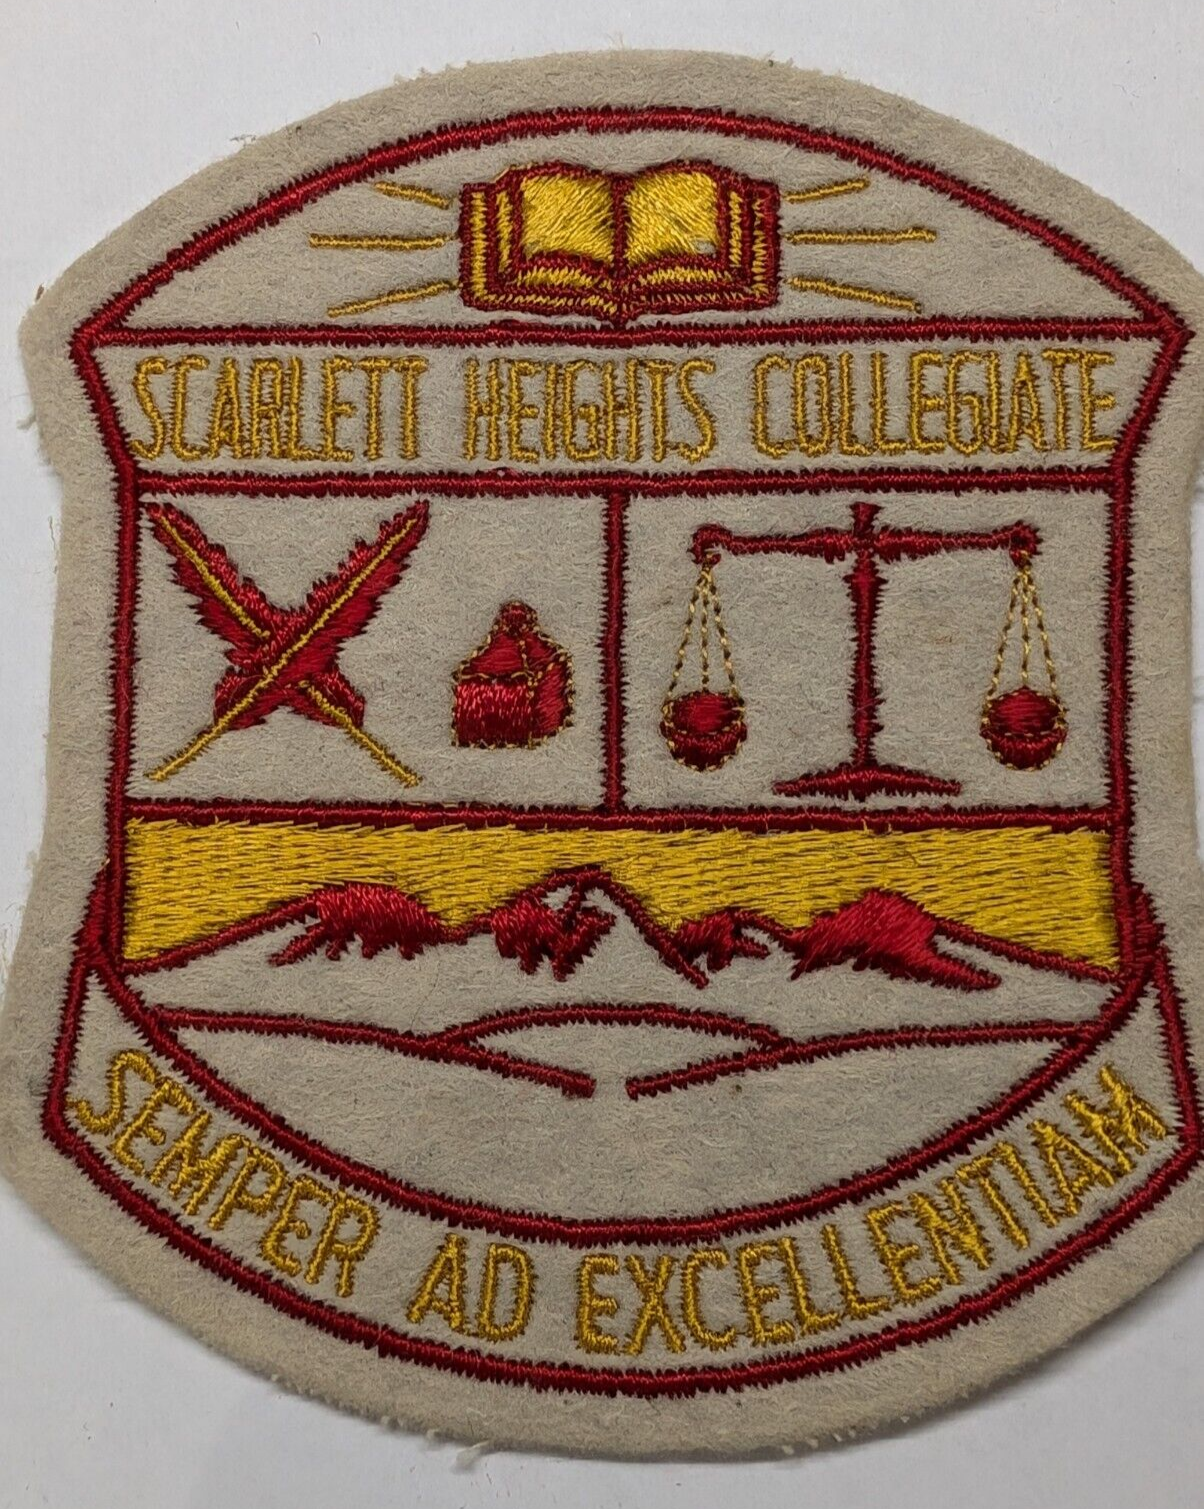 SCARLETT HEIGHTS COLLEGIATE
SEMPER AD EXCELLENTIAM